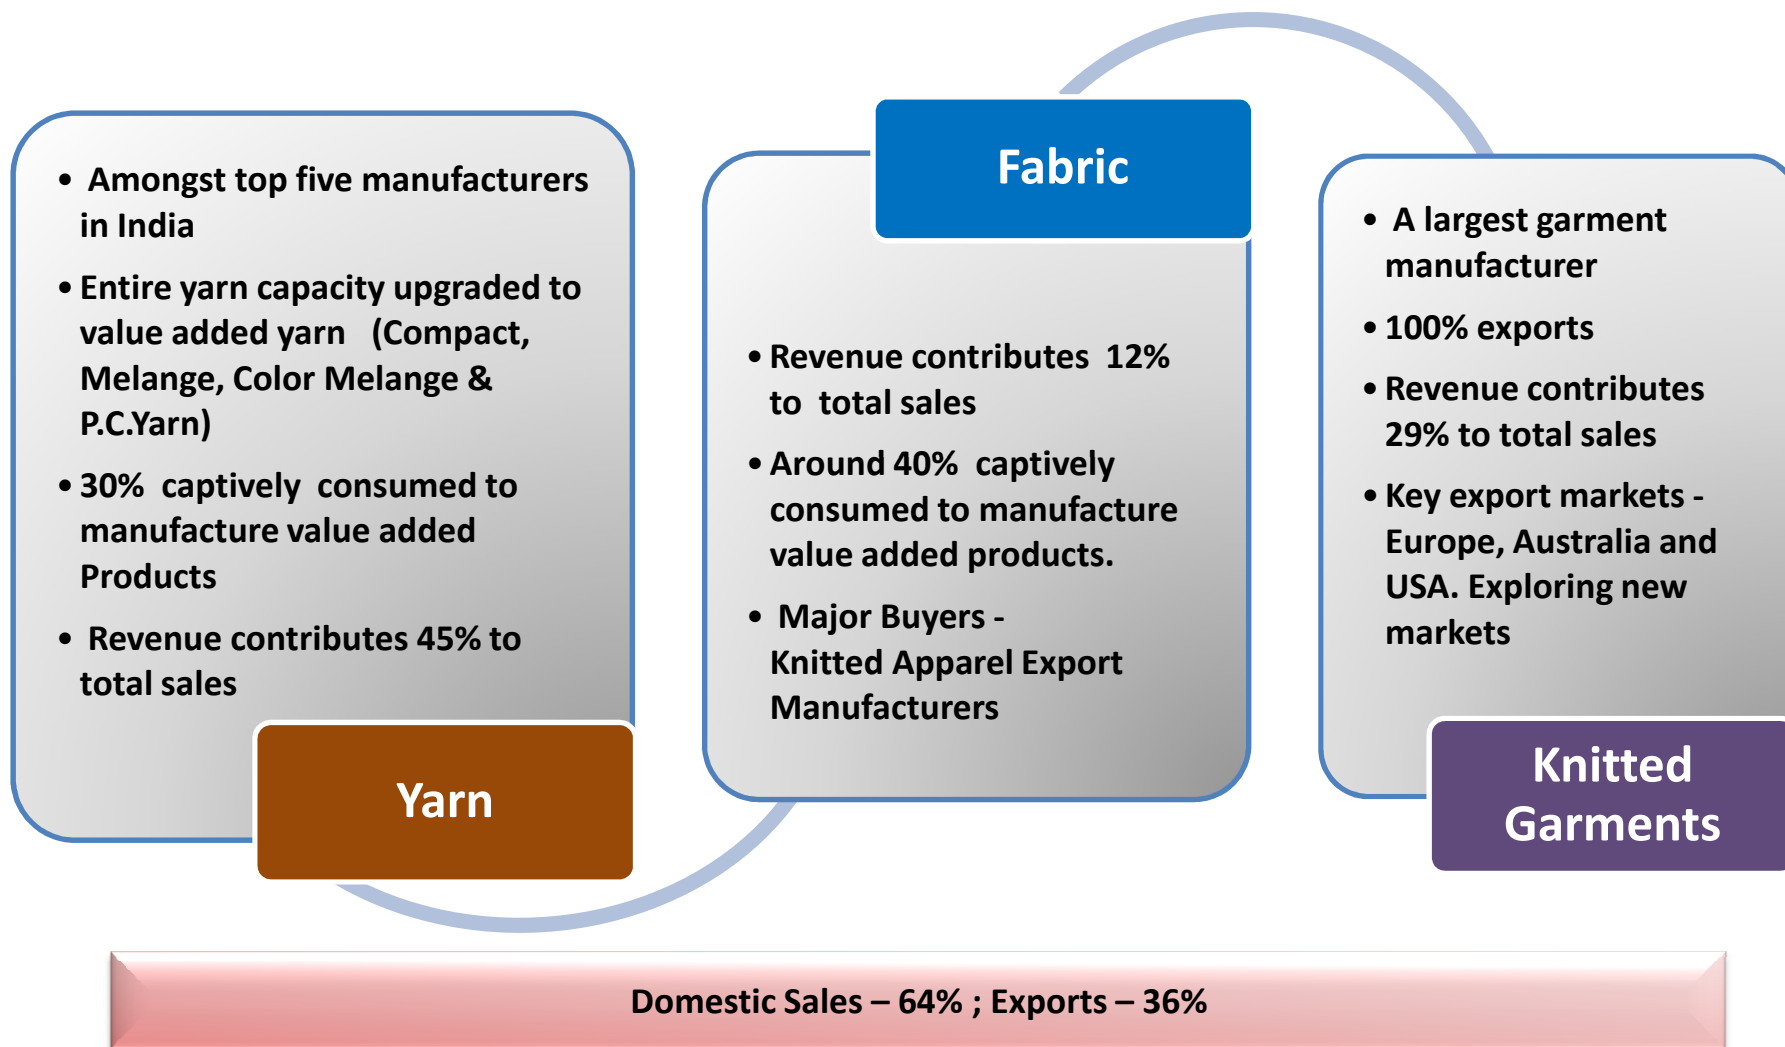 • Amongst top five manufacturers
in India
• Entire yarn capacity upgraded to
value added yarn (Compact,
Melange, Color Melange &
P.C.Yarn)
• 30% captively consumed to
manufacture value added
Products
• Revenue contributes 45% to
total sales
Yarn
Fabric
• Revenue contributes 12%
to total sales
• Around 40% captively
consumed to manufacture
value added products.
• Major Buyers -
Knitted Apparel Export
Manufacturers
• A largest garment
manufacturer
• 100% exports
• Revenue contributes
29% to total sales
• Key export markets -
Europe, Australia and
USA. Exploring new
markets
Knitted
Garments
Domestic Sales – 64% ; Exports – 36%